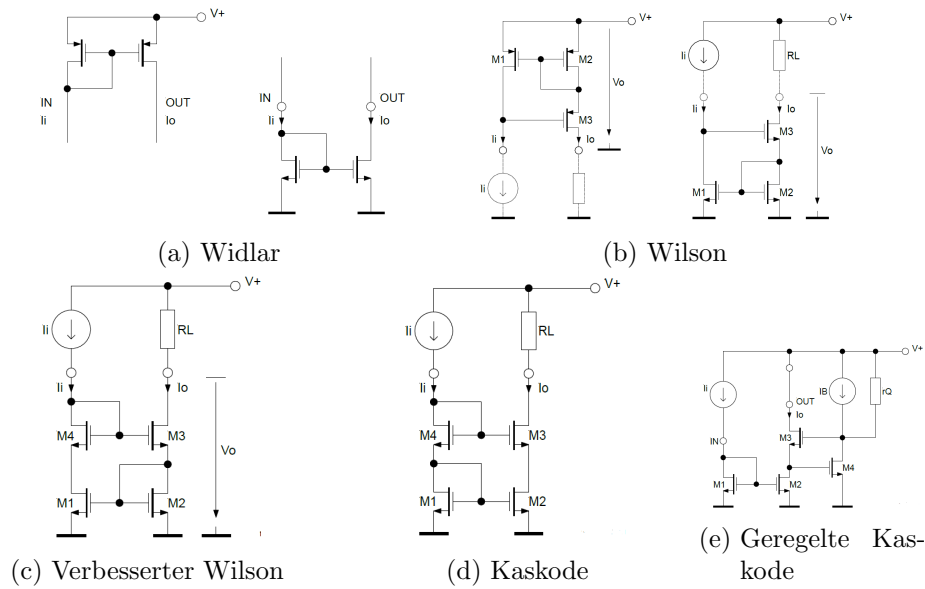 V+
IN
Ii
OUT
Io
IN
Ii
OUT
Io
(a) Widlar
V+
M1
M2
M3
Vo
Ii
Io
Ii
V+
Ii
RL
Ii
Io
M3
Vo
M1
M2
(b) Wilson
V+
Ii
RL
Ii
Io
M4
M3
Vo
M1
M2
(c) Verbesserter Wilson
V+
Ii
RL
Ii
Io
M4
M3
M1
M2
(d) Kaskode
V+
Ii
IB
rQ
OUT
Io
IN
M3
M4
M1
M2
(e) Geregelte Kas-
kode